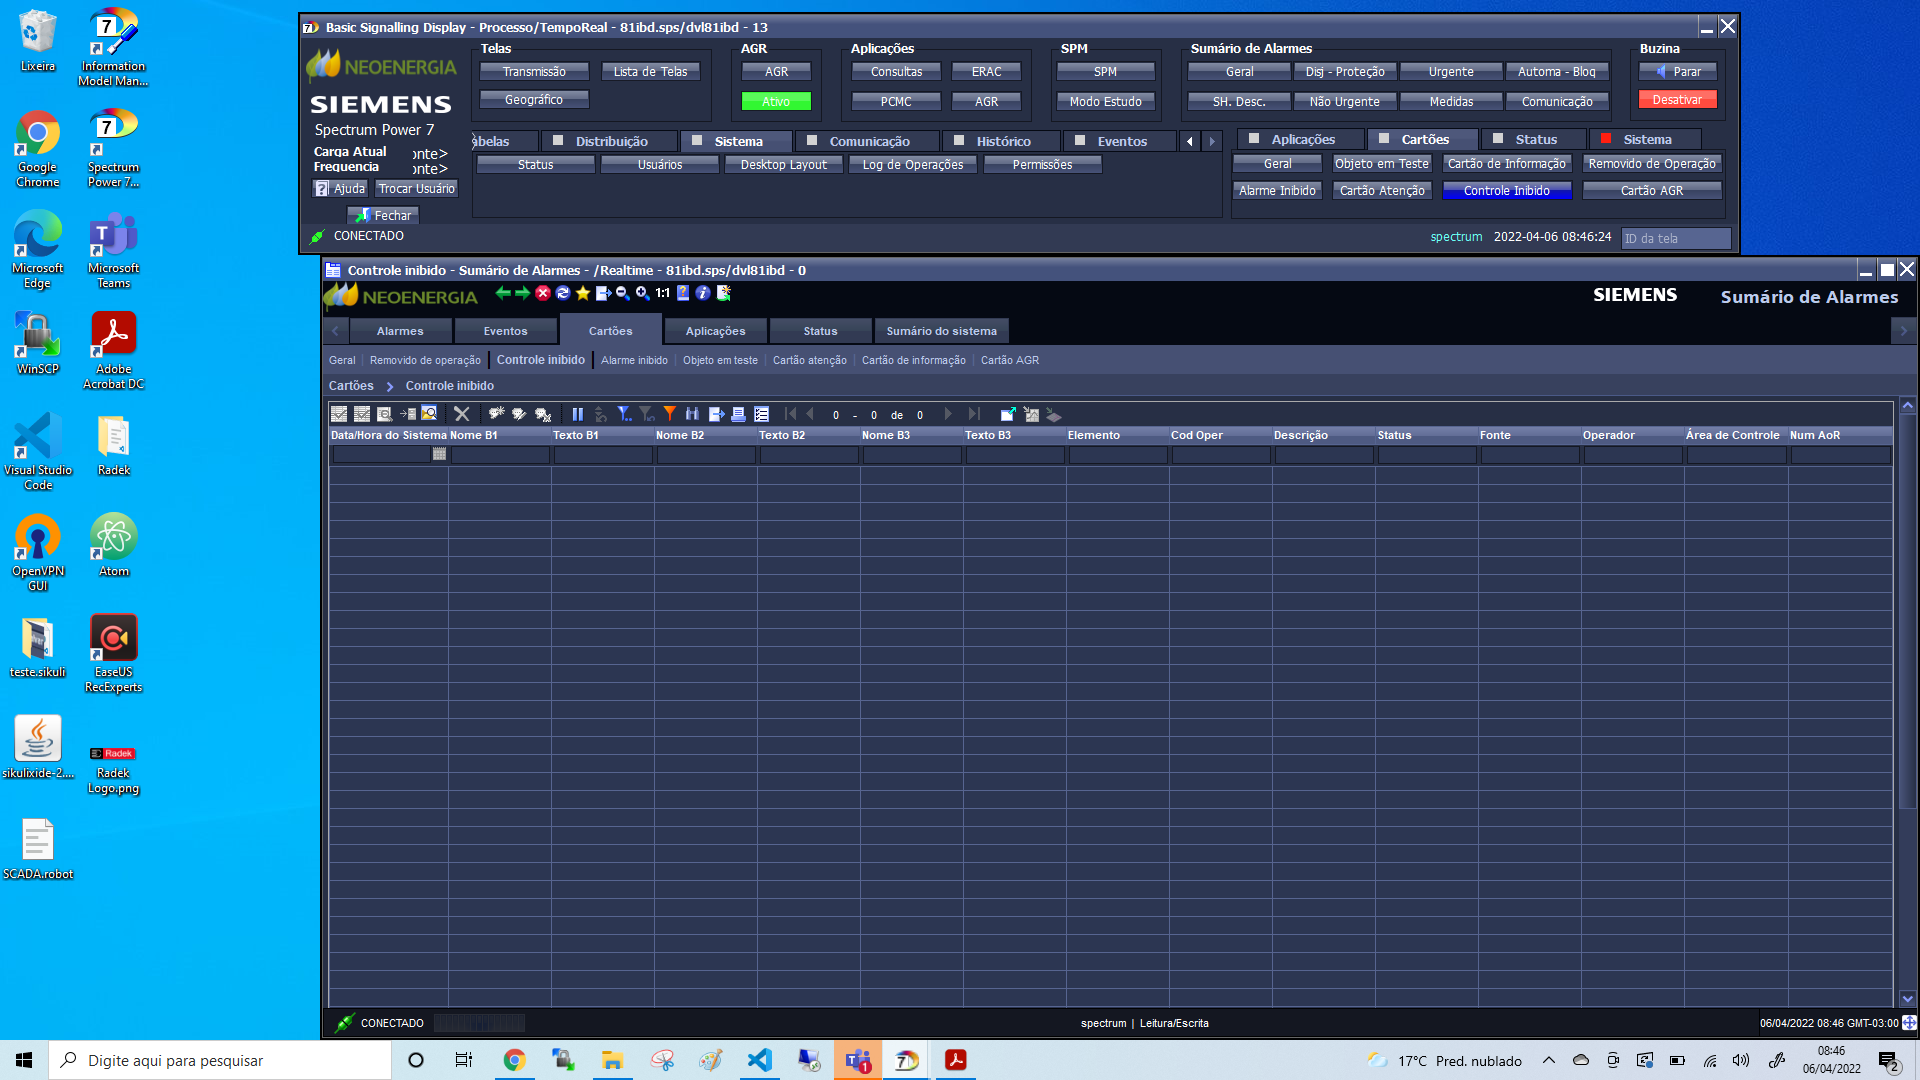 Lixeira
Information
Model Man...
Google
Chrome
Spectrum
Power 7...
Microsoft
Edge
Microsoft
Teams
WinSCP
Adobe
Acrobat DC
Visual Studio
Code
Radek
OpenVPN
GUI
Atom
teste.sikuli
EaseUS
RecExperts
sikulixide-2....
Radek
Radek
Logo.png
SCADA.robot
Basic Signalling Display - Processo/TempoReal - 81ibd.sps/dvl81ibd - 13
NEOENERGIA
SIEMENS
Spectrum Power 7
Carga Atual
onte>
Frequencia
onte>
Ajuda
Trocar Usuário
Fechar
CONECTADO
Telas
Transmissão
Lista de Telas
Geográfico
AGR
AGR
Ativo
Aplicações
Consultas
ERAC
PCMC
AGR
SPM
SPM
Modo Estudo
Sumário de Alarmes
Geral
Disj - Proteção
Urgente
Automa - Bloq
SH. Desc.
Não Urgente
Medidas
Comunicação
Buzina
Parar
Desativar
abelas
Distribuição
Sistema
Comunicação
Histórico
Eventos
Status
Usuários
Desktop Layout
Log de Operações
Permissões
Aplicações
Cartões
Status
Sistema
Geral
Objeto em Teste
Cartão de Informação
Removido de Operação
Alarme Inibido
Cartão Atenção
Controle Inibido
Cartão AGR
spectrum
2022-04-06 08:46:24
ID da tela
Controle inibido - Sumário de Alarmes - /Realtime - 81ibd.sps/dvl81ibd - 0
NEOENERGIA
1:1
SIEMENS
Sumário de Alarmes
Alarmes
Eventos
Cartões
Aplicações
Status
Sumário do sistema
Geral
Removido de operação
Controle inibido
Alarme inibido
Objeto em teste
Cartão atenção
Cartão de informação
Cartão AGR
Cartões
Controle inibido
0 - 0 de 0
Data/Hora do Sistema
Nome B1
Texto B1
Nome B2
Texto B2
Nome B3
Texto B3
Elemento
Cod Oper
Descrição
Status
Fonte
Operador
Área de Controle
Num AoR
CONECTADO
spectrum | Leitura/Escrita
06/04/2022 08:46 GMT-03:00
Digite aqui para pesquisar
1
17°C Pred. nublado
08:46
06/04/2022
2